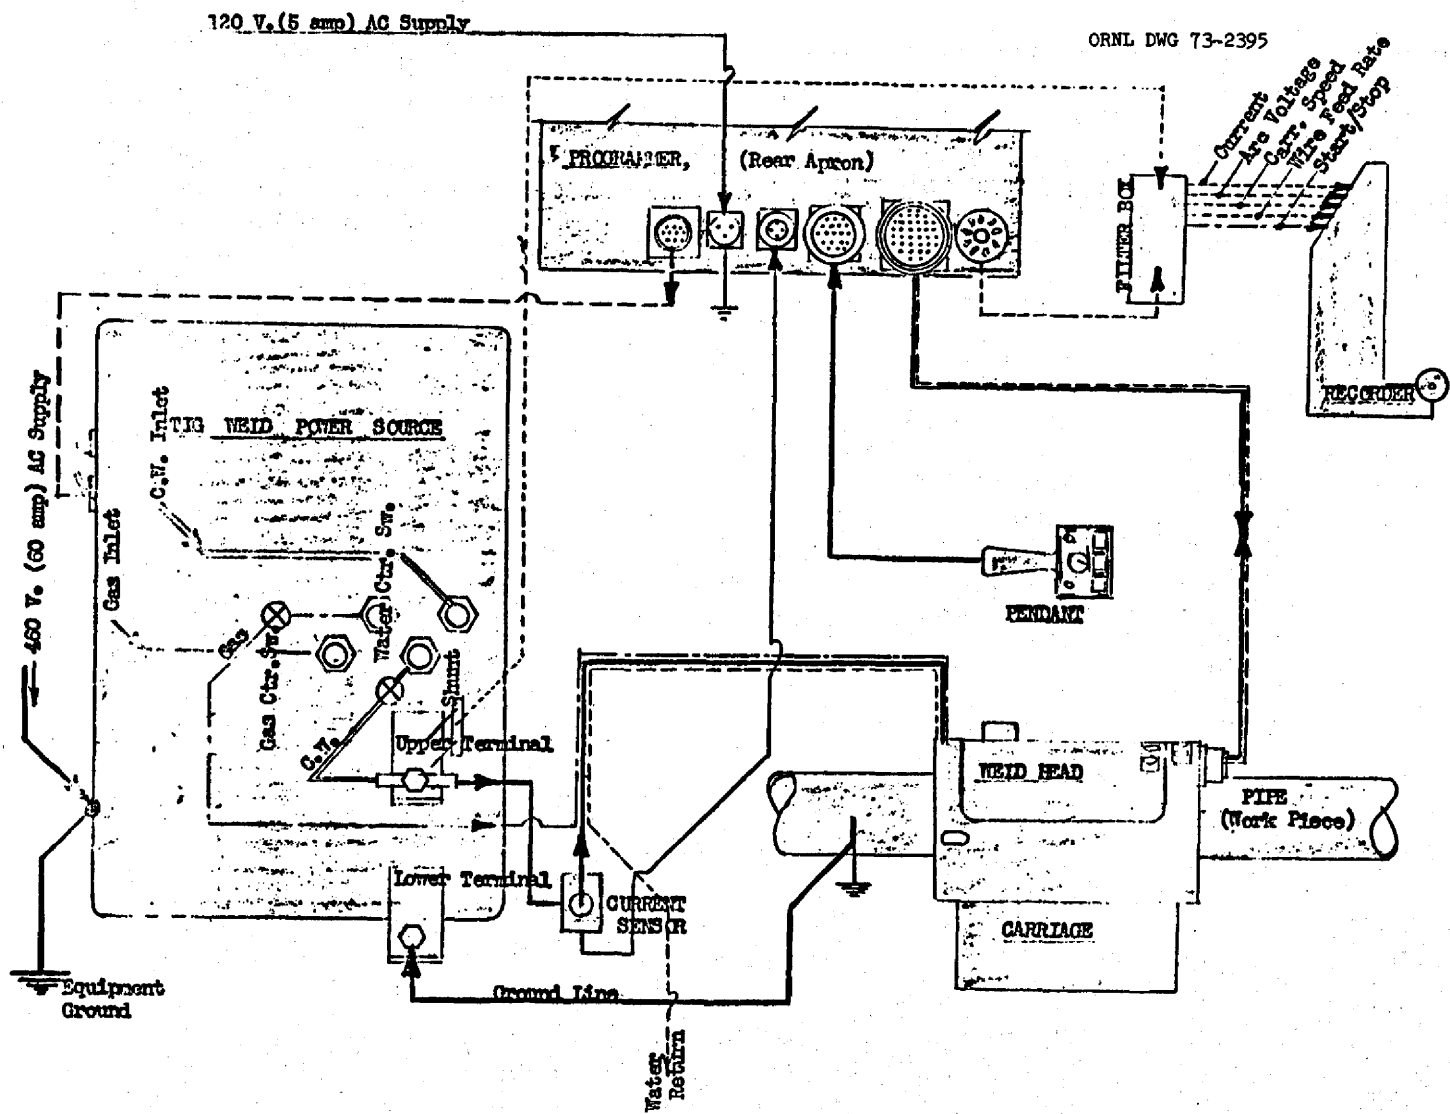 120 V.(5 amp) AC Supply
ORNL DWG 73-2395
Current
Arc Voltage
Carr. Speed
Wire Feed Rate
Start/Stop
PROGRAMMER, (Rear Apron)
FILTER BOX
RECORDER
460 V. (60 amp) AC Supply
C.W. Inlet
TIG WELD POWER SOURCE
Gas Inlet
Water Ctr. Sw.
Gas
Gas Ctr.Sw.
Shunt
C.W.
Upper Terminal
PENDANT
WELD HEAD
PIPE
(Work Piece)
Lower Terminal
CURRENT
SENSOR
CARRIAGE
Equipment
Ground
Ground Line
Water
Return